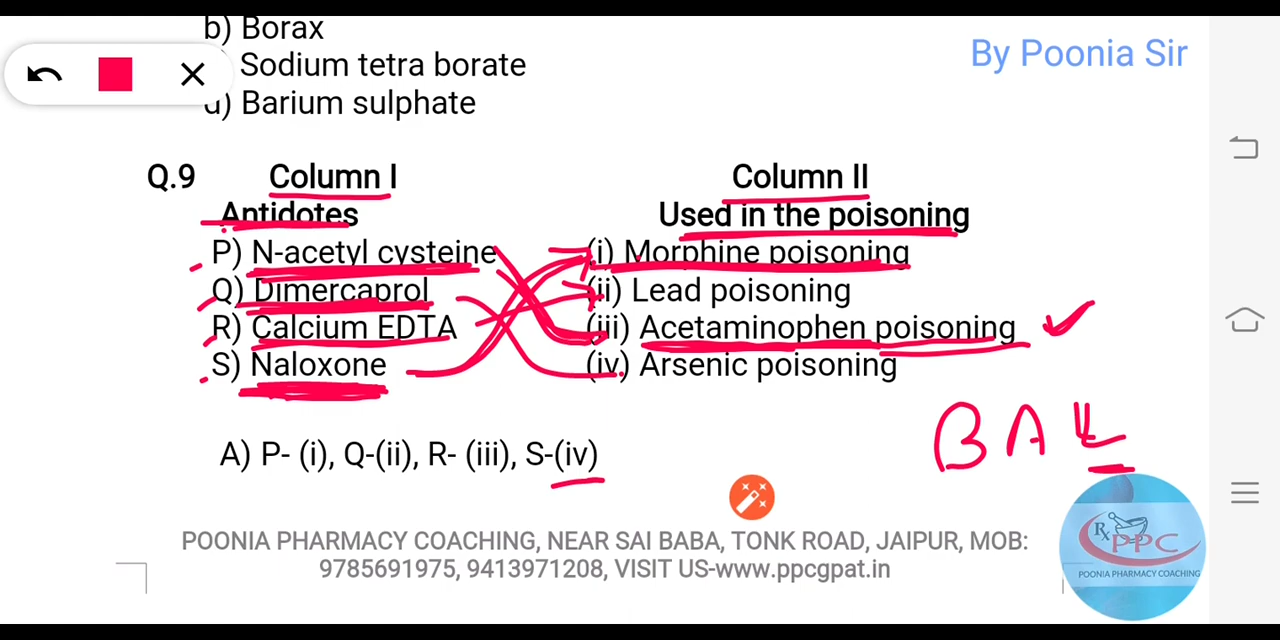 b) Borax
By Poonia Sir
Sodium tetra borate
d) Barium sulphate
Q.9 Column I Column II
Antidotes Used in the poisoning
P) N-acetyl cysteine (i) Morphine poisoning
Q) Dimercaprol (ii) Lead poisoning
R) Calcium EDTA (iii) Acetaminophen poisoning
S) Naloxone (iv) Arsenic poisoning
BAL
A) P- (i), Q-(ii), R- (iii), S-(iv)
POONIA PHARMACY COACHING, NEAR SAI BABA, TONK ROAD, JAIPUR, MOB:
9785691975, 9413971208, VISIT US-www.ppcgpat.in
Rx PPC
POONIA PHARMACY COACHING